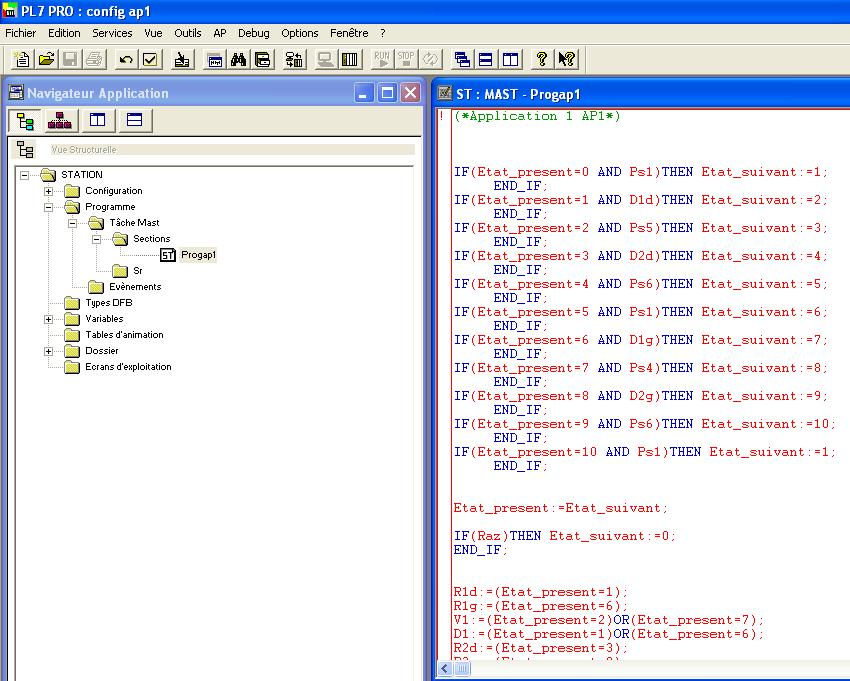 PL7 PRO : config ap1
Fichier Edition Services Vue Outils AP Debug Options Fenêtre ?
RUN STOP
Navigateur Application
Vue Structurelle
STATION
Configuration
Programme
Tâche Mast
Sections
ST Progap1
Sr
Evènements
Types DFB
Variables
Tables d'animation
Dossier
Ecrans d'exploitation
ST : MAST - Progap1
! (*Application 1 AP1*)
IF(Etat_present=0 AND Ps1)THEN Etat_suivant:=1;
END_IF;
IF(Etat_present=1 AND D1d)THEN Etat_suivant:=2;
END_IF;
IF(Etat_present=2 AND Ps5)THEN Etat_suivant:=3;
END_IF;
IF(Etat_present=3 AND D2d)THEN Etat_suivant:=4;
END_IF;
IF(Etat_present=4 AND Ps6)THEN Etat_suivant:=5;
END_IF;
IF(Etat_present=5 AND Ps1)THEN Etat_suivant:=6;
END_IF;
IF(Etat_present=6 AND D1g)THEN Etat_suivant:=7;
END_IF;
IF(Etat_present=7 AND Ps4)THEN Etat_suivant:=8;
END_IF;
IF(Etat_present=8 AND D2g)THEN Etat_suivant:=9;
END_IF;
IF(Etat_present=9 AND Ps6)THEN Etat_suivant:=10;
END_IF;
IF(Etat_present=10 AND Ps1)THEN Etat_suivant:=1;
END_IF;
Etat_present:=Etat_suivant;
IF(Raz)THEN Etat_suivant:=0;
END_IF;
R1d:=(Etat_present=1);
R1g:=(Etat_present=6);
V1:=(Etat_present=2)OR(Etat_present=7);
D1:=(Etat_present=1)OR(Etat_present=6);
R2d:=(Etat_present=3);